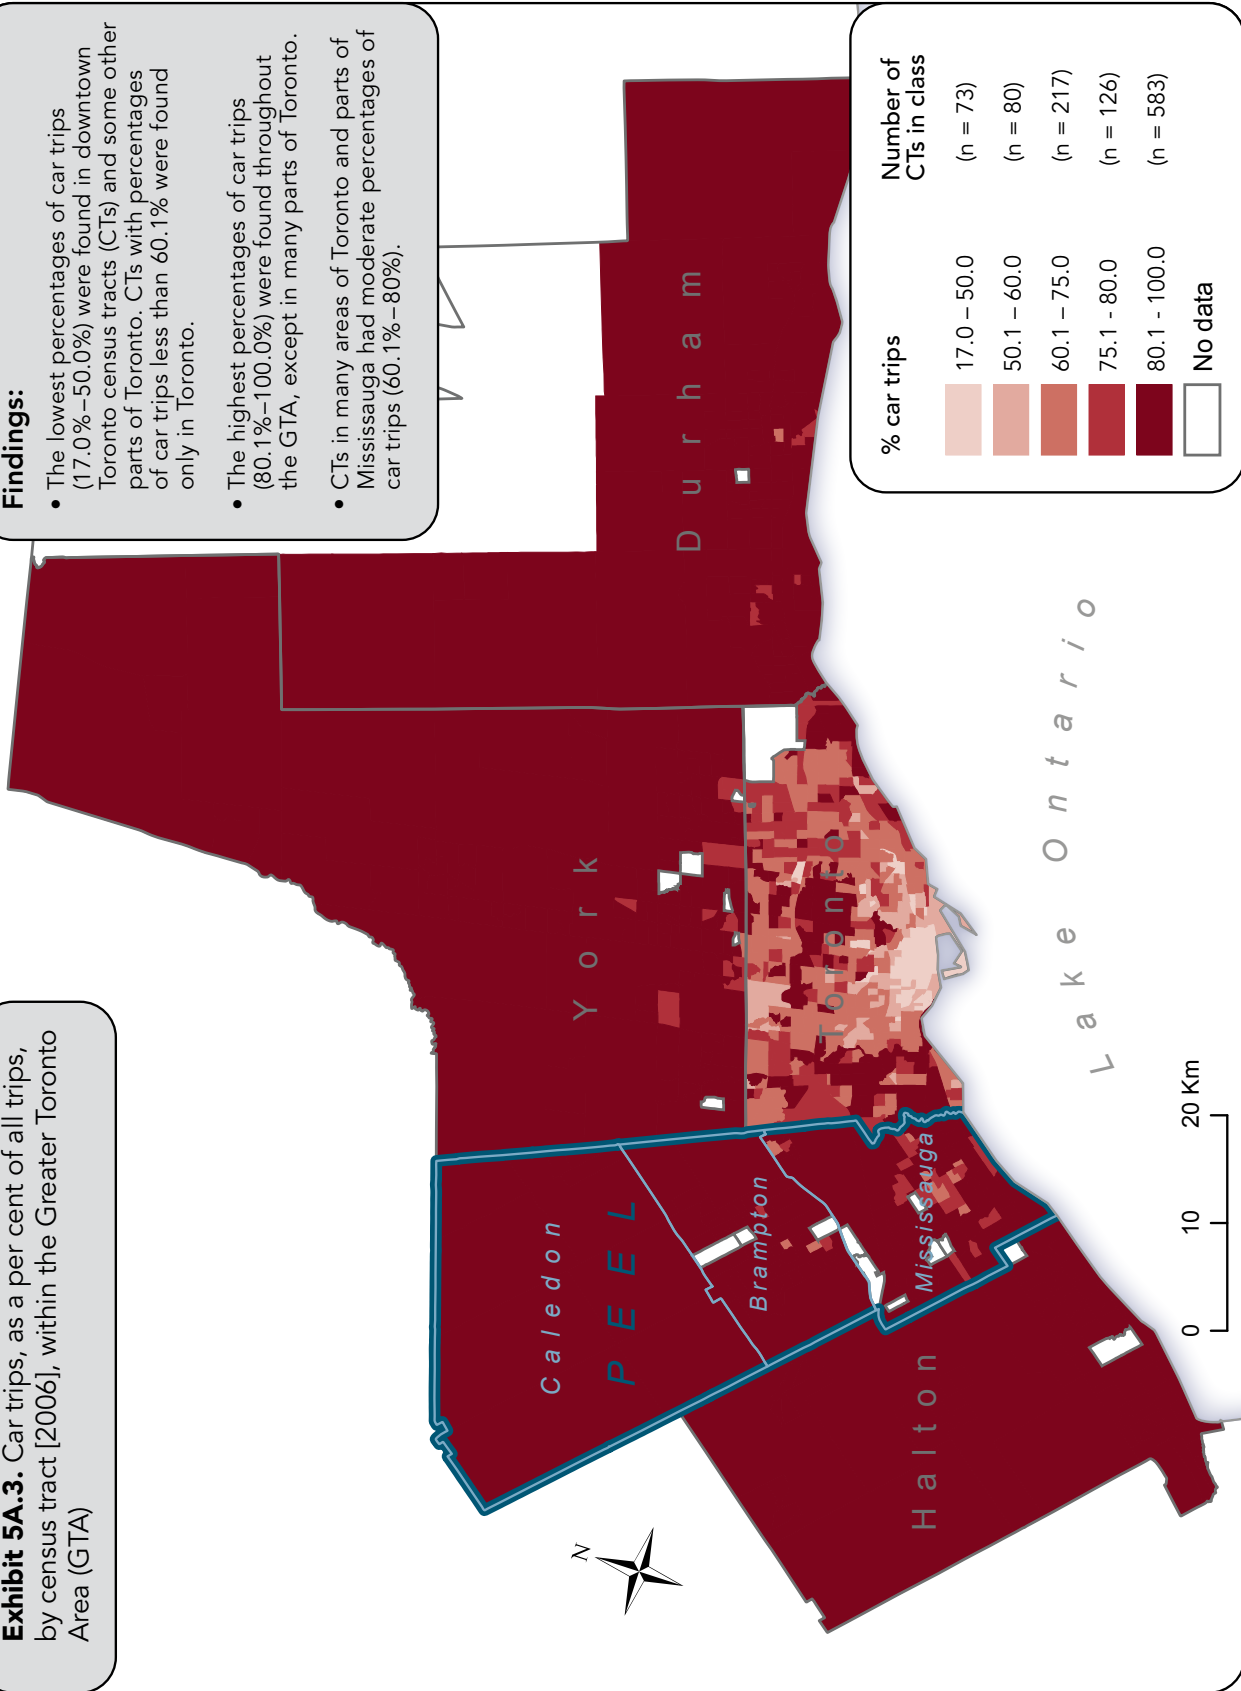 Exhibit 5A.3. Car trips, as a per cent of all trips,
by census tract [2006], within the Greater Toronto
Area (GTA)
Findings:
• The lowest percentages of car trips
(17.0%–50.0%) were found in downtown
Toronto census tracts (CTs) and some other
parts of Toronto. CTs with percentages
of car trips less than 60.1% were found
only in Toronto.
• The highest percentages of car trips
(80.1%–100.0%) were found throughout
the GTA, except in many parts of Toronto.
• CTs in many areas of Toronto and parts of
Mississauga had moderate percentages of
car trips (60.1%–80%).
N
Caledon
PEEL
Brampton
Mississauga
Halton
York
Toronto
Durham
Lake Ontario
0 10 20 Km
% car trips
Number of
CTs in class
17.0 – 50.0 (n = 73)
50.1 – 60.0 (n = 80)
60.1 – 75.0 (n = 217)
75.1 - 80.0 (n = 126)
80.1 - 100.0 (n = 583)
No data